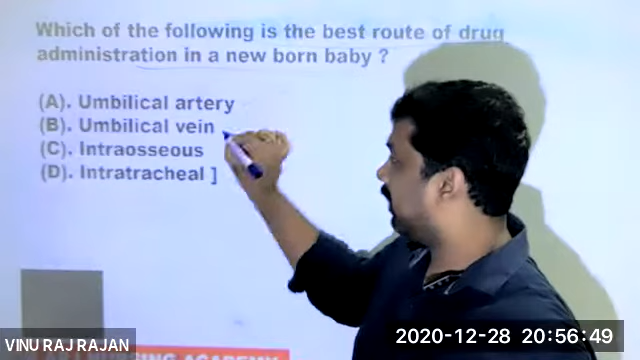 Which of the following is the best route of drug
administration in a new born baby ?
(A). Umbilical artery
(B). Umbilical vein
(C). Intraosseous
(D). Intratracheal ]
VINU RAJ RAJAN
ACADEMY
2020-12-28 20:56:49